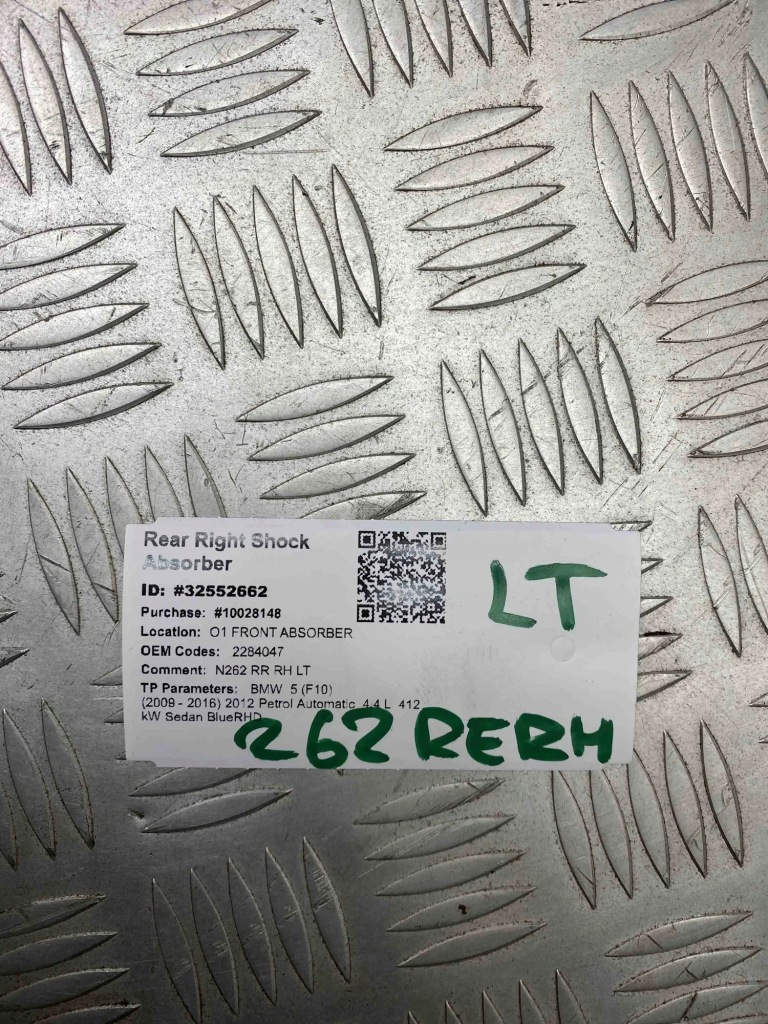 Rear Right Shock
Absorber
ID: #32552662
Purchase: #10028148
Location: O1 FRONT ABSORBER
OEM Codes: 2284047
Comment: N262 RR RH LT
TP Parameters: BMW 5 (F10)
(2009 - 2016) 2012 Petrol Automatic 4.4 L 412
kW Sedan BlueRHD
LT
262 RERH